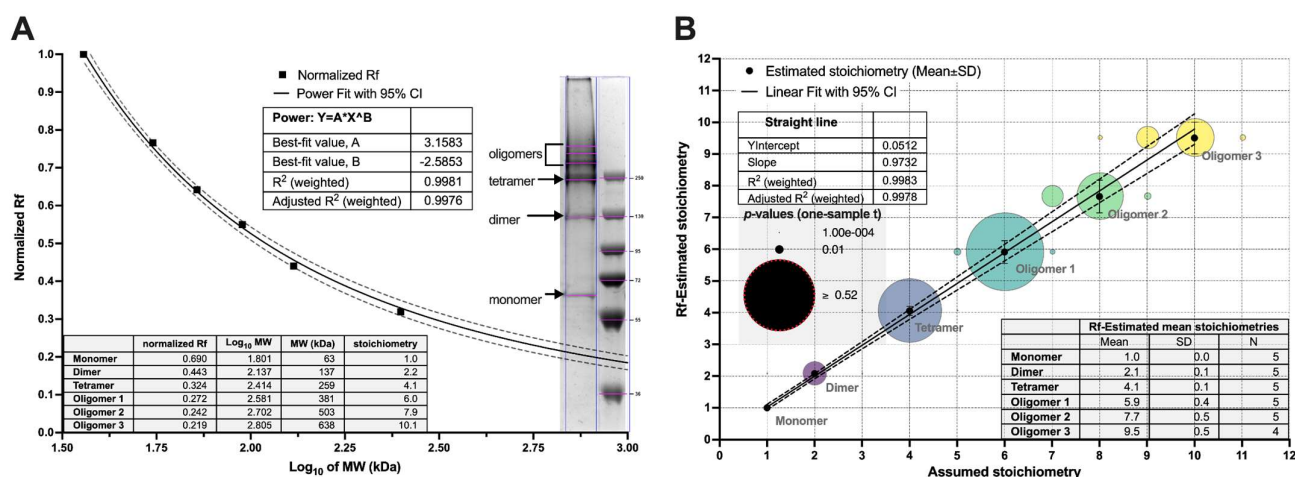 A
Normalized Rf
1.0
0.9
0.8
0.7
0.6
0.5
0.4
0.3
0.2
0.1
0.0
1.50 1.75 2.00 2.25 2.50 2.75 3.00
Log10 of MW (kDa)
Normalized Rf
Power Fit with 95% CI
Power: Y=A*X^B
Best-fit value, A 3.1583
Best-fit value, B -2.5853
R2 (weighted) 0.9981
Adjusted R2 (weighted) 0.9976
oligomers
tetramer
dimer
monomer
250
130
95
72
55
36
normalized Rf Log10 MW MW (kDa) stoichiometry
Monomer 0.690 1.801 63 1.0
Dimer 0.443 2.137 137 2.2
Tetramer 0.324 2.414 259 4.1
Oligomer 1 0.272 2.581 381 6.0
Oligomer 2 0.242 2.702 503 7.9
Oligomer 3 0.219 2.805 638 10.1
B
Rf-Estimated stoichiometry
12
11
10
9
8
7
6
5
4
3
2
1
0
0 1 2 3 4 5 6 7 8 9 10 11 12
Assumed stoichiometry
Estimated stoichiometry (Mean±SD)
Linear Fit with 95% CI
Straight line
YIntercept 0.0512
Slope 0.9732
R2 (weighted) 0.9983
Adjusted R2 (weighted) 0.9978
p-values (one-sample t)
1.00e-004
0.01
≥ 0.52
Monomer
Dimer
Tetramer
Oligomer 1
Oligomer 2
Oligomer 3
Rf-Estimated mean stoichiometries
Mean SD N
Monomer 1.0 0.0 5
Dimer 2.1 0.1 5
Tetramer 4.1 0.1 5
Oligomer 1 5.9 0.4 5
Oligomer 2 7.7 0.5 5
Oligomer 3 9.5 0.5 4